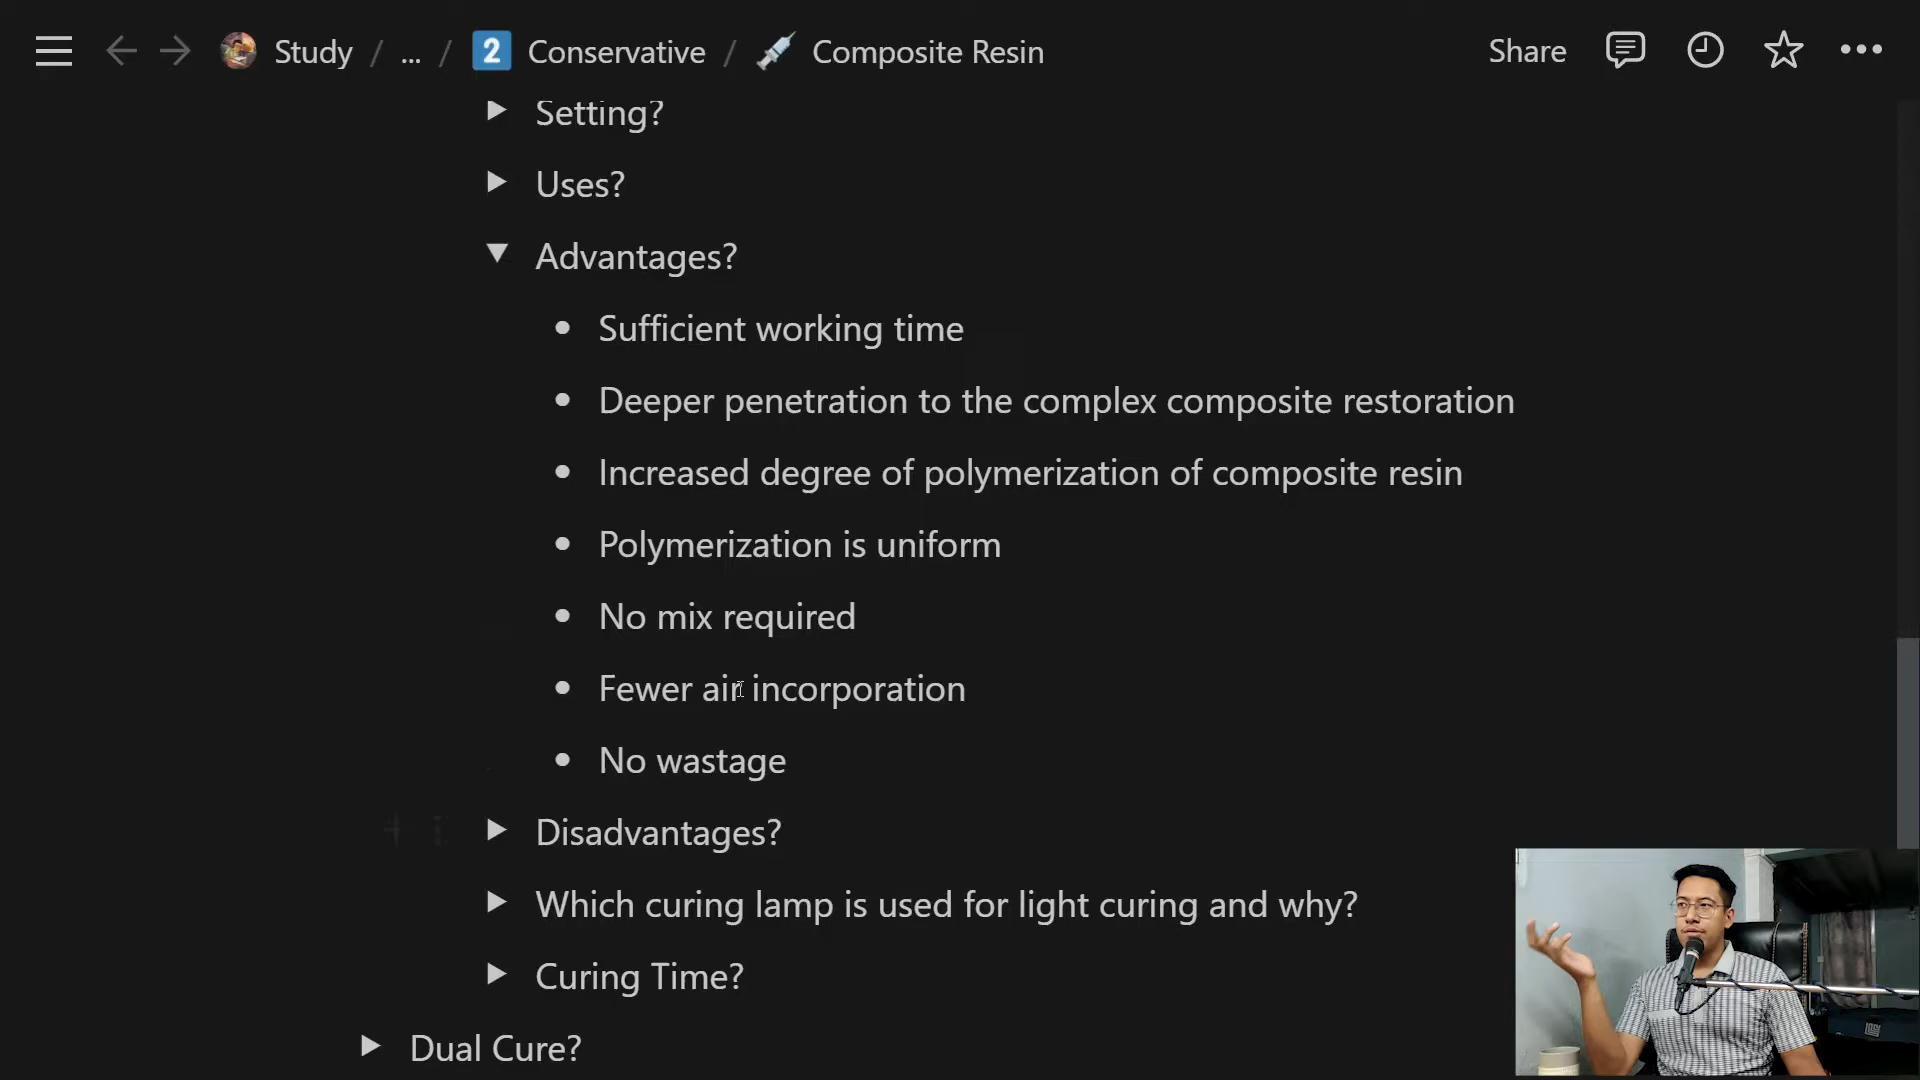 Study / ... / 2 Conservative / Composite Resin Share
Setting?
Uses?
Advantages?
Sufficient working time
Deeper penetration to the complex composite restoration
Increased degree of polymerization of composite resin
Polymerization is uniform
No mix required
Fewer air incorporation
No wastage
Disadvantages?
Which curing lamp is used for light curing and why?
Curing Time?
Dual Cure?